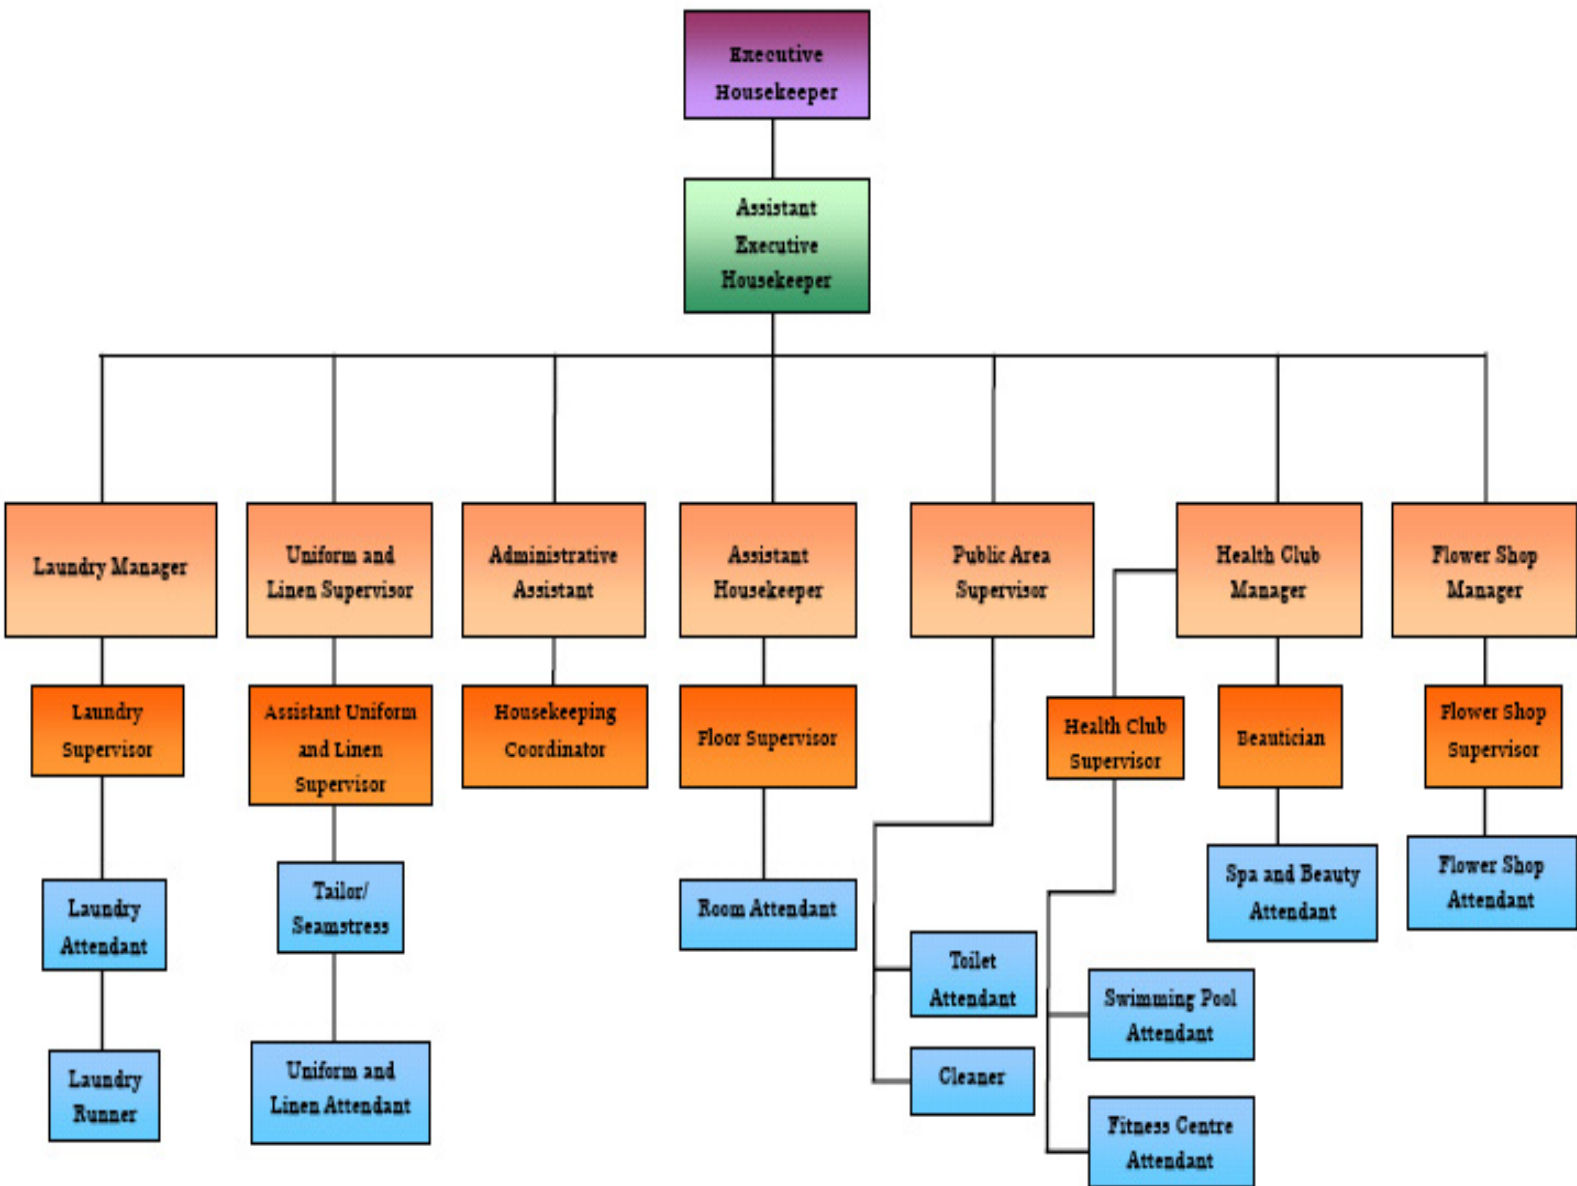 Executive
Housekeeper
Assistant
Executive
Housekeeper
Laundry Manager
Uniform and
Linen Supervisor
Administrative
Assistant
Assistant
Housekeeper
Public Area
Supervisor
Health Club
Manager
Flower Shop
Manager
Laundry
Supervisor
Assistant Uniform
and Linen
Supervisor
Housekeeping
Coordinator
Floor Supervisor
Health Club
Supervisor
Beautician
Flower Shop
Supervisor
Laundry
Attendant
Tailor/
Seamstress
Room Attendant
Spa and Beauty
Attendant
Flower Shop
Attendant
Toilet
Attendant
Swimming Pool
Attendant
Laundry
Runner
Uniform and
Linen Attendant
Cleaner
Fitness Centre
Attendant